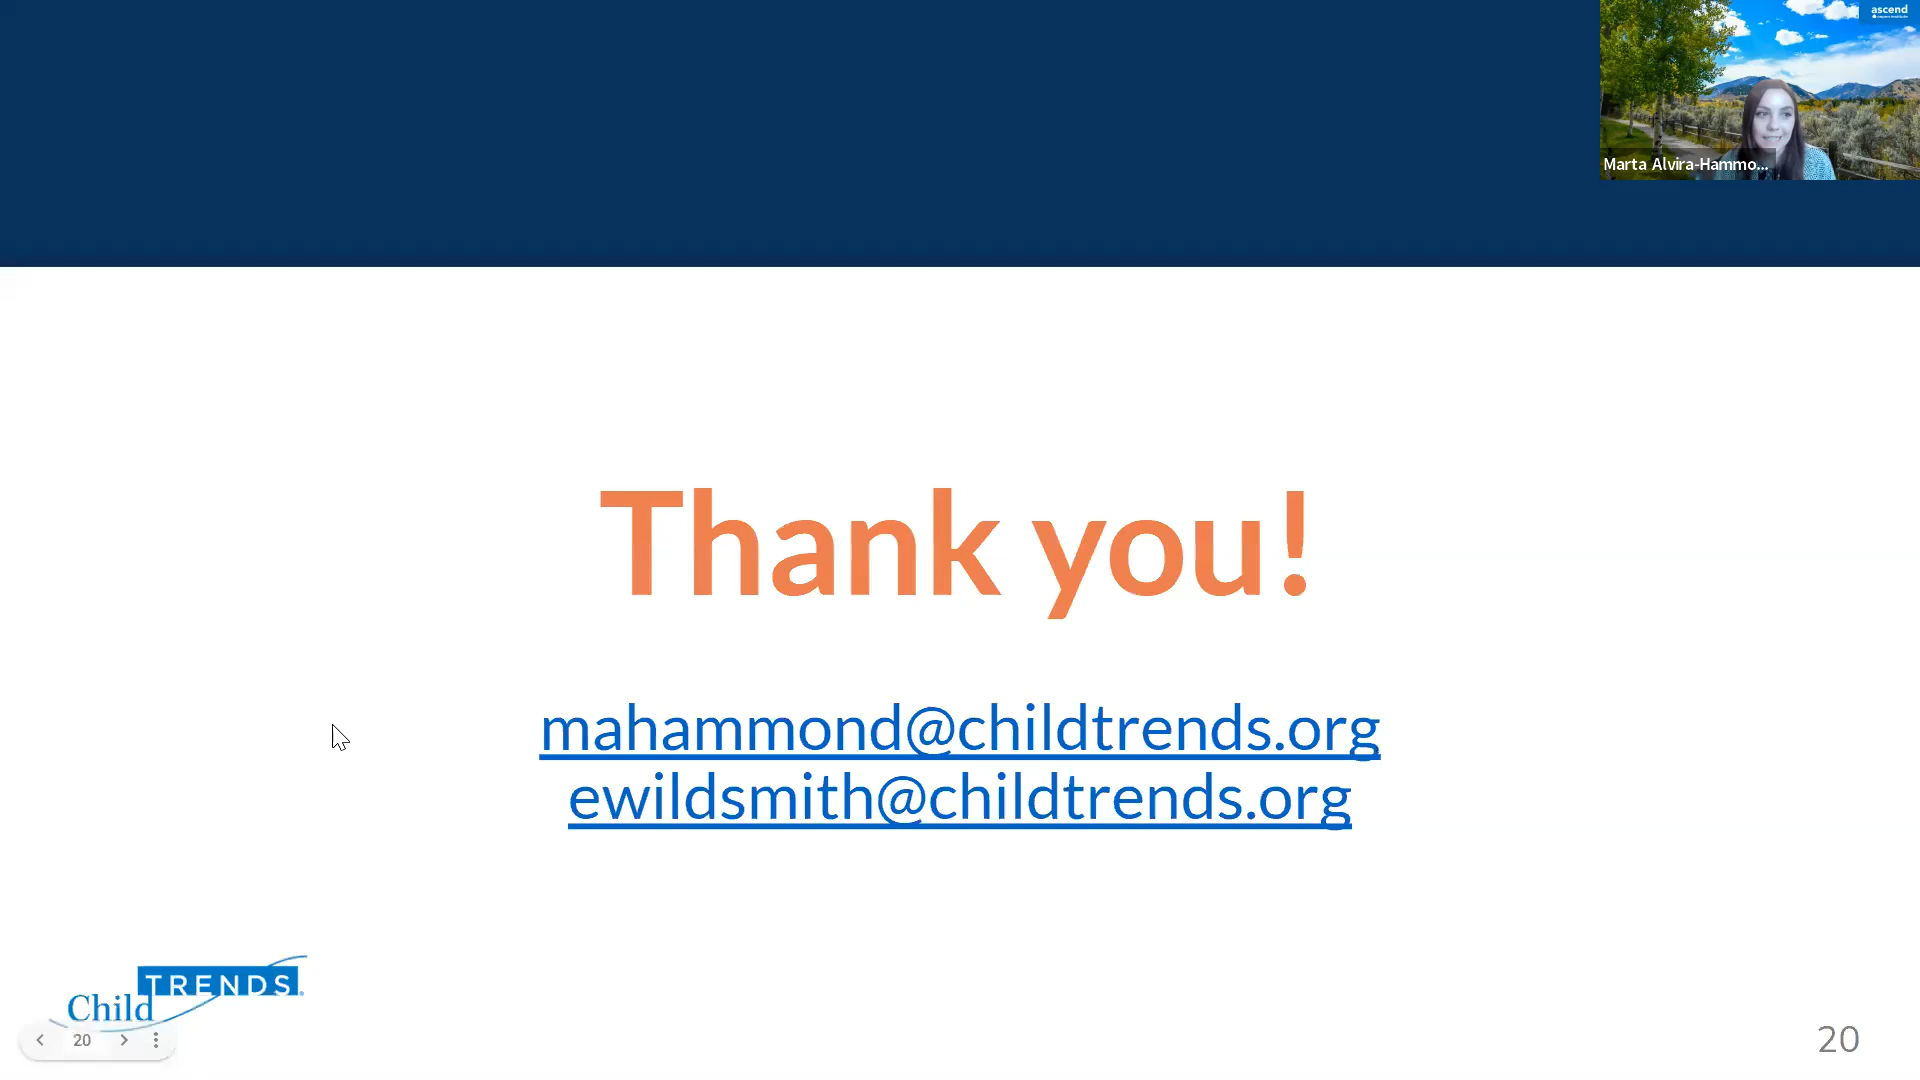 ascend
Marta Alvira-Hammo...
Thank you!
mahammond@childtrends.org
ewildsmith@childtrends.org
Child TRENDS
20
20